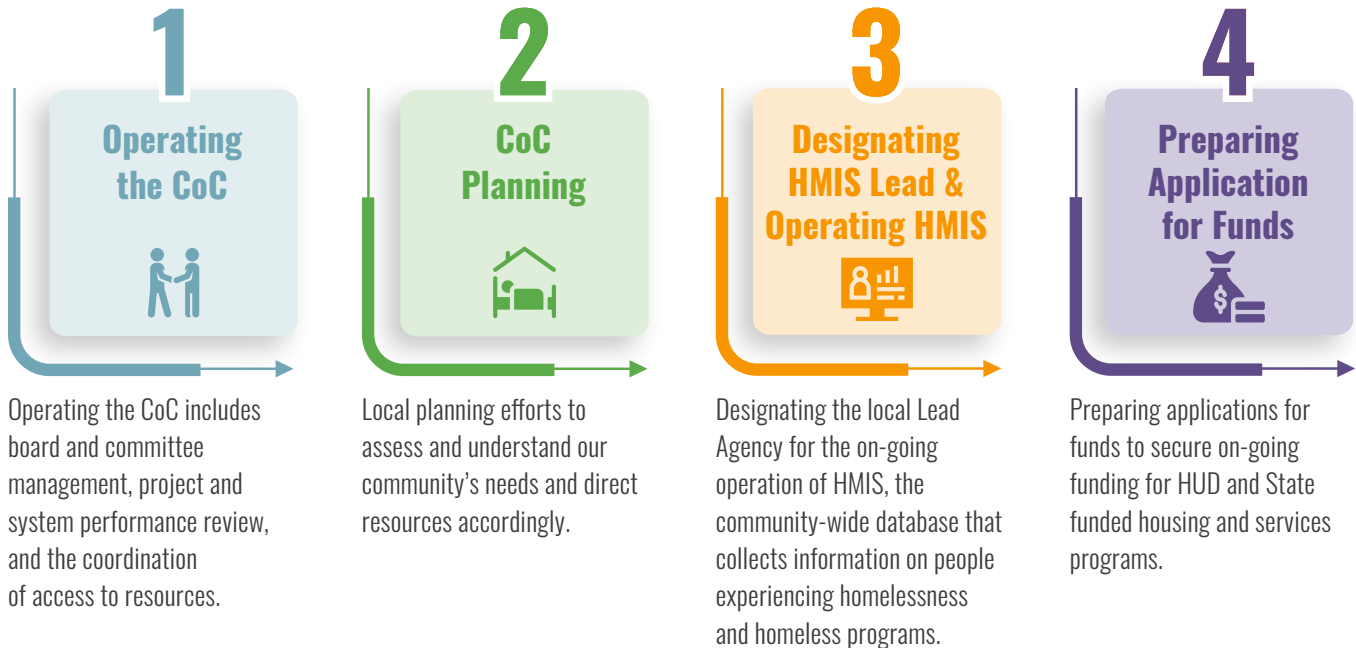 1
Operating
the CoC
Operating the CoC includes
board and committee
management, project and
system performance review,
and the coordination
of access to resources.
2
CoC
Planning
Local planning efforts to
assess and understand our
community's needs and direct
resources accordingly.
3
Designating
HMIS Lead &
Operating HMIS
Designating the local Lead
Agency for the on-going
operation of HMIS, the
community-wide database that
collects information on people
experiencing homelessness
and homeless programs.
4
Preparing
Application
for Funds
$
Preparing applications for
funds to secure on-going
funding for HUD and State
funded housing and services
programs.